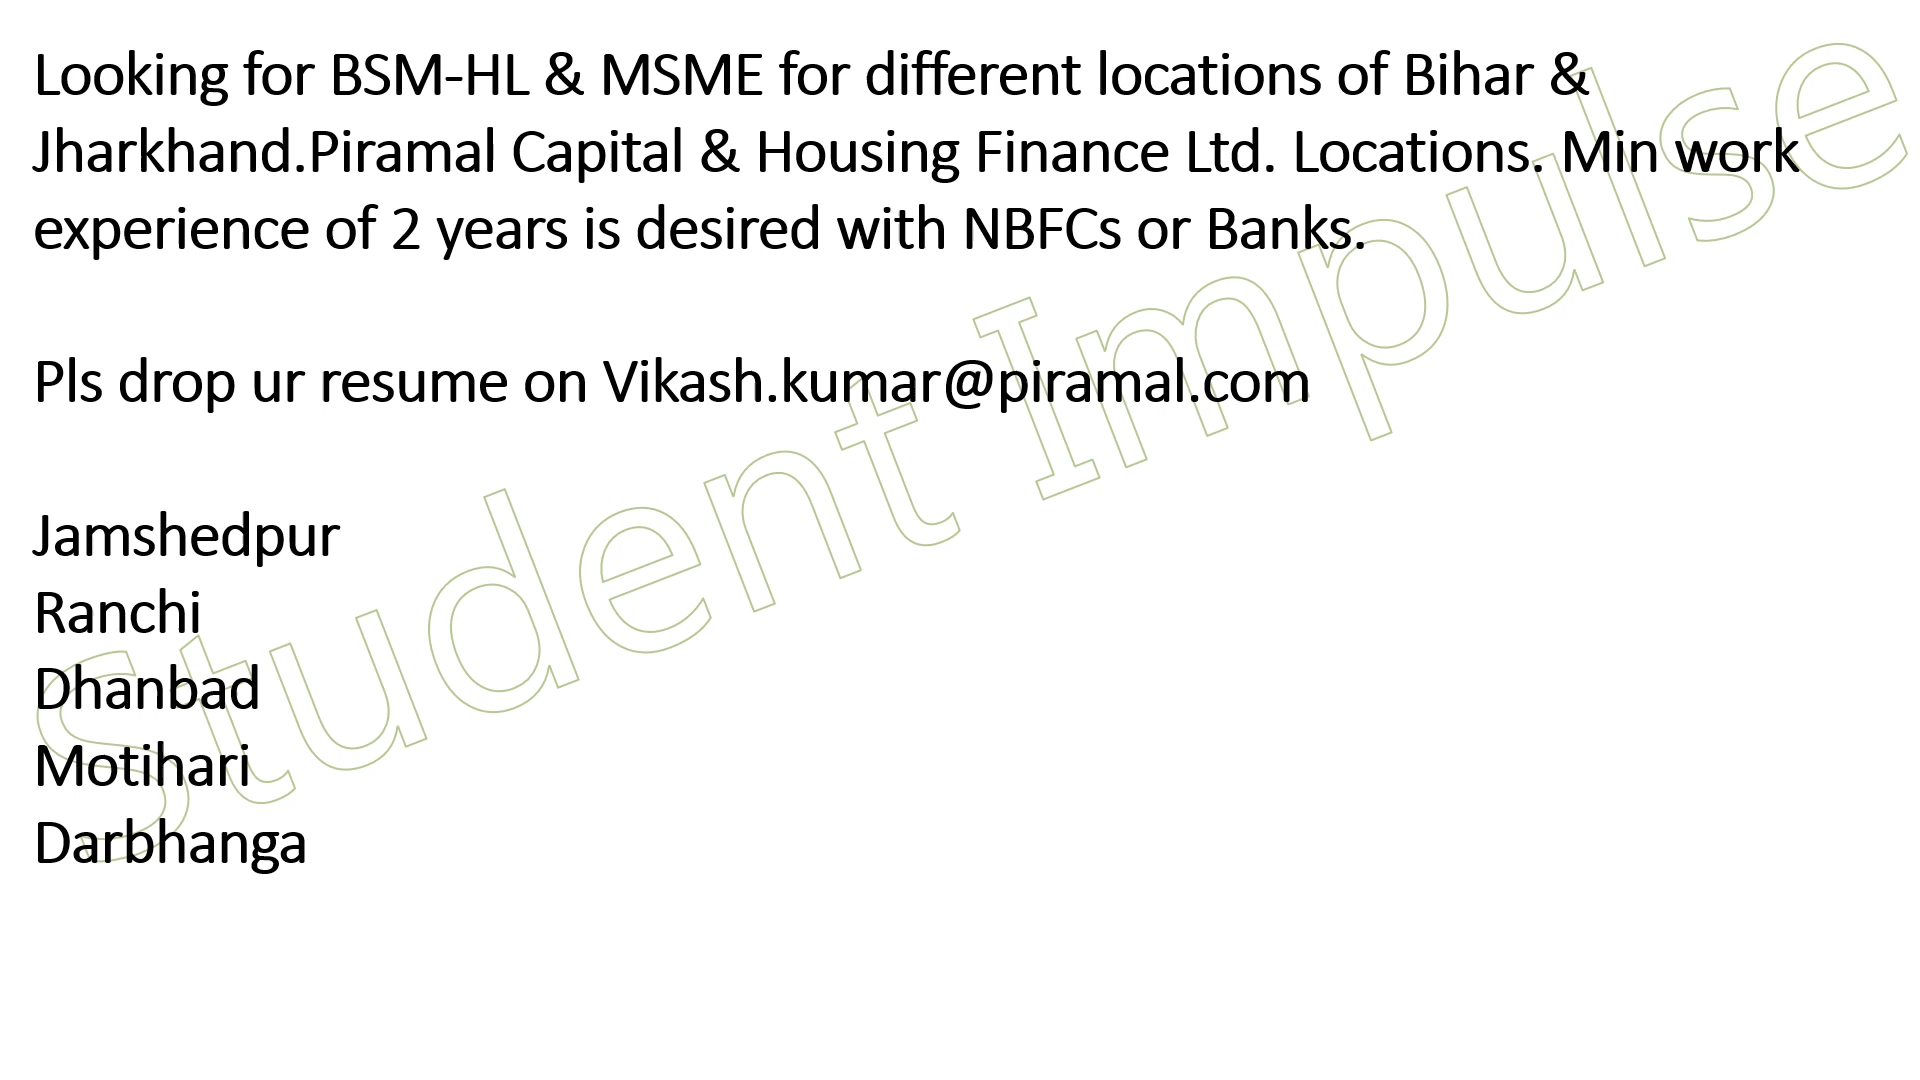 Looking for BSM-HL & MSME for different locations of Bihar &
Jharkhand.Piramal Capital & Housing Finance Ltd. Locations. Min work
experience of 2 years is desired with NBFCs or Banks.
Pls drop ur resume on Vikash.kumar@piramal.com
Jamshedpur
Ranchi
Dhanbad
Motihari
Darbhanga
Student Impulse